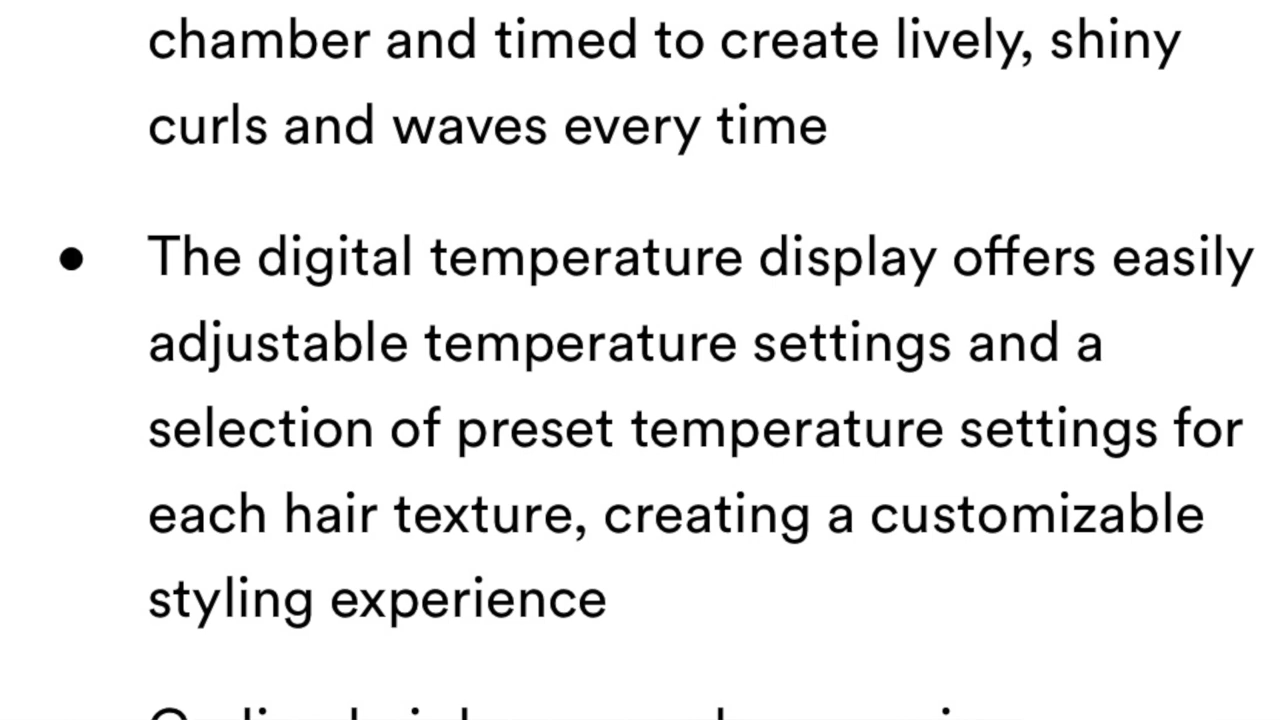 chamber and timed to create lively, shiny
curls and waves every time
● The digital temperature display offers easily
adjustable temperature settings and a
selection of preset temperature settings for
each hair texture, creating a customizable
styling experience